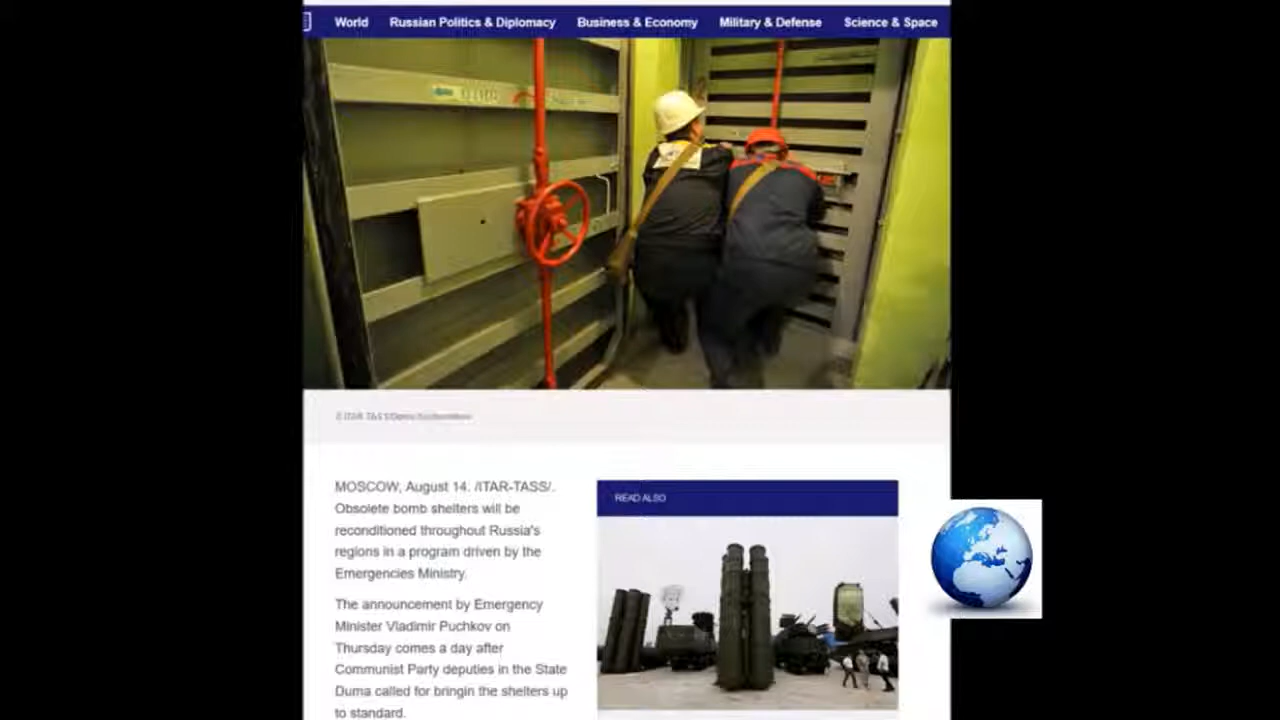 World Russian Politics & Diplomacy Business & Economy Military & Defense Science & Space
© ITAR-TASS
MOSCOW, August 14. /ITAR-TASS/.
Obsolete bomb shelters will be
reconditioned throughout Russia's
regions in a program driven by the
Emergencies Ministry.
The announcement by Emergency
Minister Vladimir Puchkov on
Thursday comes a day after
Communist Party deputies in the State
Duma called for bringin the shelters up
to standard.
READ ALSO